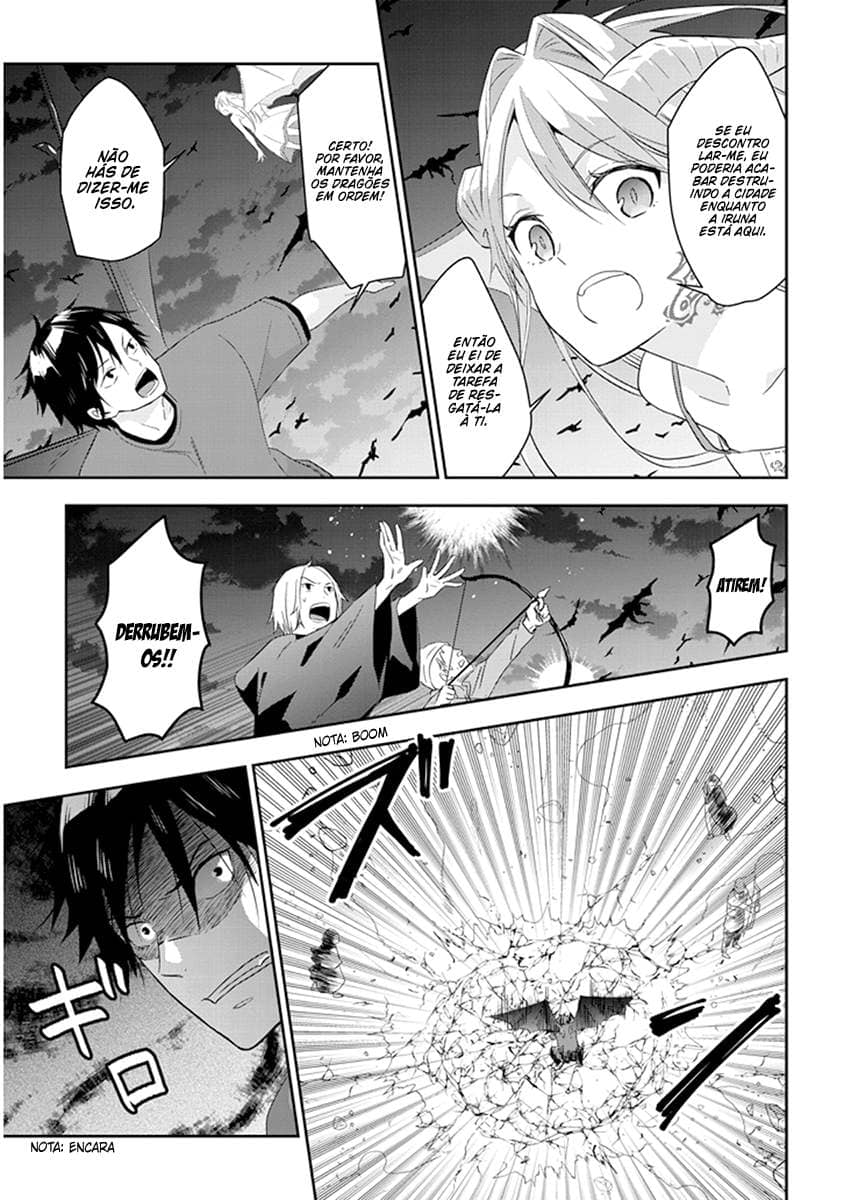 SE EU
DESCONTRO
LAR-ME, EU
PODERIA ACA-
BAR DESTRU-
INDO A CIDADE
ENQUANTO
A IRUNA
ESTÁ AQUI.
ENTÃO
EU EI DE
DEIXAR A
TAREFA
DE RES-
GATÁ-LA
À TI.
CERTO!
POR FAVOR,
MANTENHA
OS DRAGÕES
EM ORDEM!
NÃO
HÁS DE
DIZER-ME
ISSO.
ATIREM!
DERRUBEM-
OS!!
NOTA: BOOM
ズン
ギロ
NOTA: ENCARA